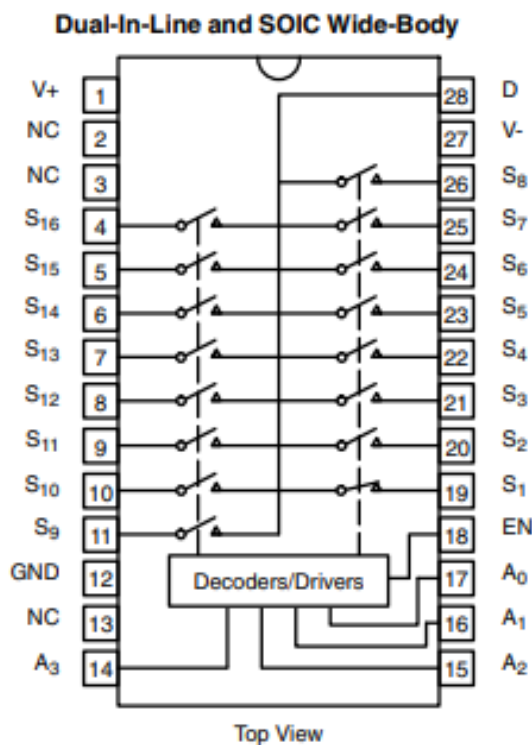 Dual-In-Line and SOIC Wide-Body
V+ 1 28 D
NC 2 27 V-
NC 3 26 S8
S16 4 25 S7
S15 5 24 S6
S14 6 23 S5
S13 7 22 S4
S12 8 21 S3
S11 9 20 S2
S10 10 19 S1
S9 11 18 EN
GND 12 Decoders/Drivers 17 A0
NC 13 16 A1
A3 14 15 A2
Top View